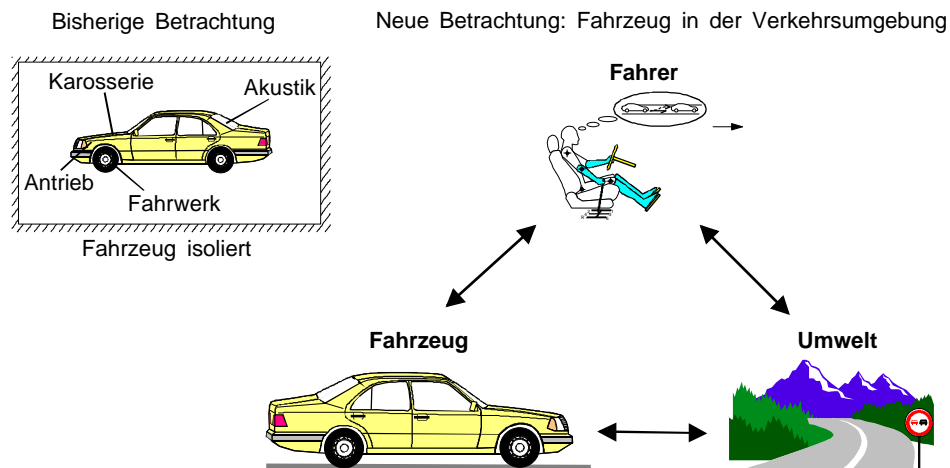 Bisherige Betrachtung
Neue Betrachtung: Fahrzeug in der Verkehrsumgebung
Karosserie
Akustik
Antrieb
Fahrwerk
Fahrzeug isoliert
Fahrer
Fahrzeug
Umwelt